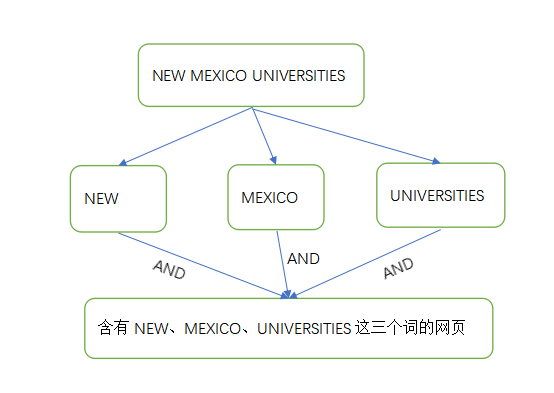 NEW MEXICO UNIVERSITIES
NEW
MEXICO
UNIVERSITIES
AND
AND
AND
含有 NEW、MEXICO、UNIVERSITIES 这三个词的网页